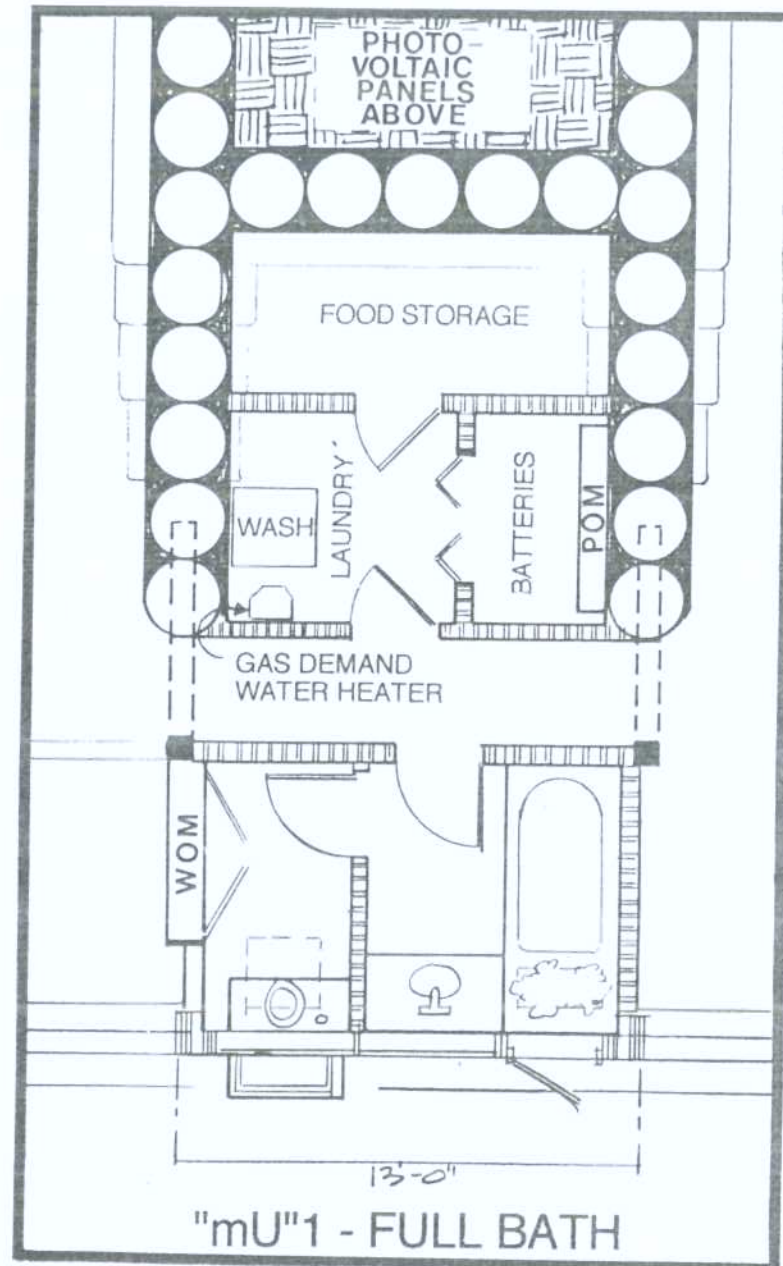 PHOTO
VOLTAIC
PANELS
ABOVE
FOOD STORAGE
LAUNDRY
BATTERIES
POM
WASH
GAS DEMAND
WATER HEATER
WOM
13'-0"
"mU"1 - FULL BATH